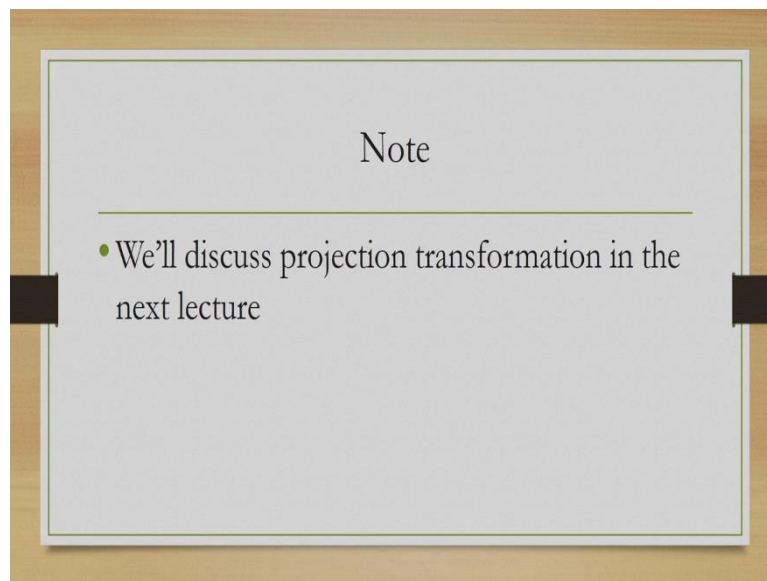 Note
• We’ll discuss projection transformation in the
next lecture